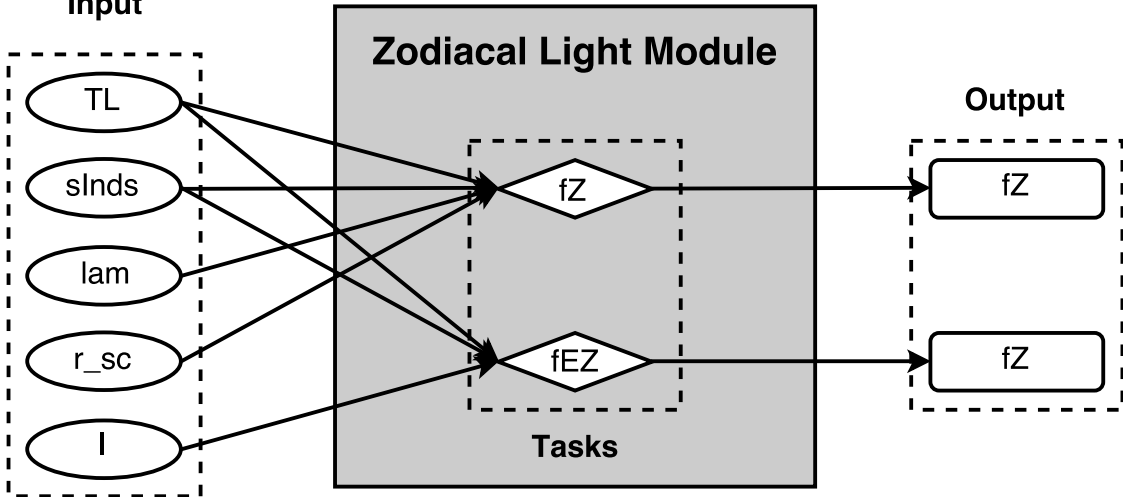 Input
Zodiacal Light Module
Output
TL
sInds
lam
r_sc
I
fZ
fEZ
Tasks
fZ
fZ